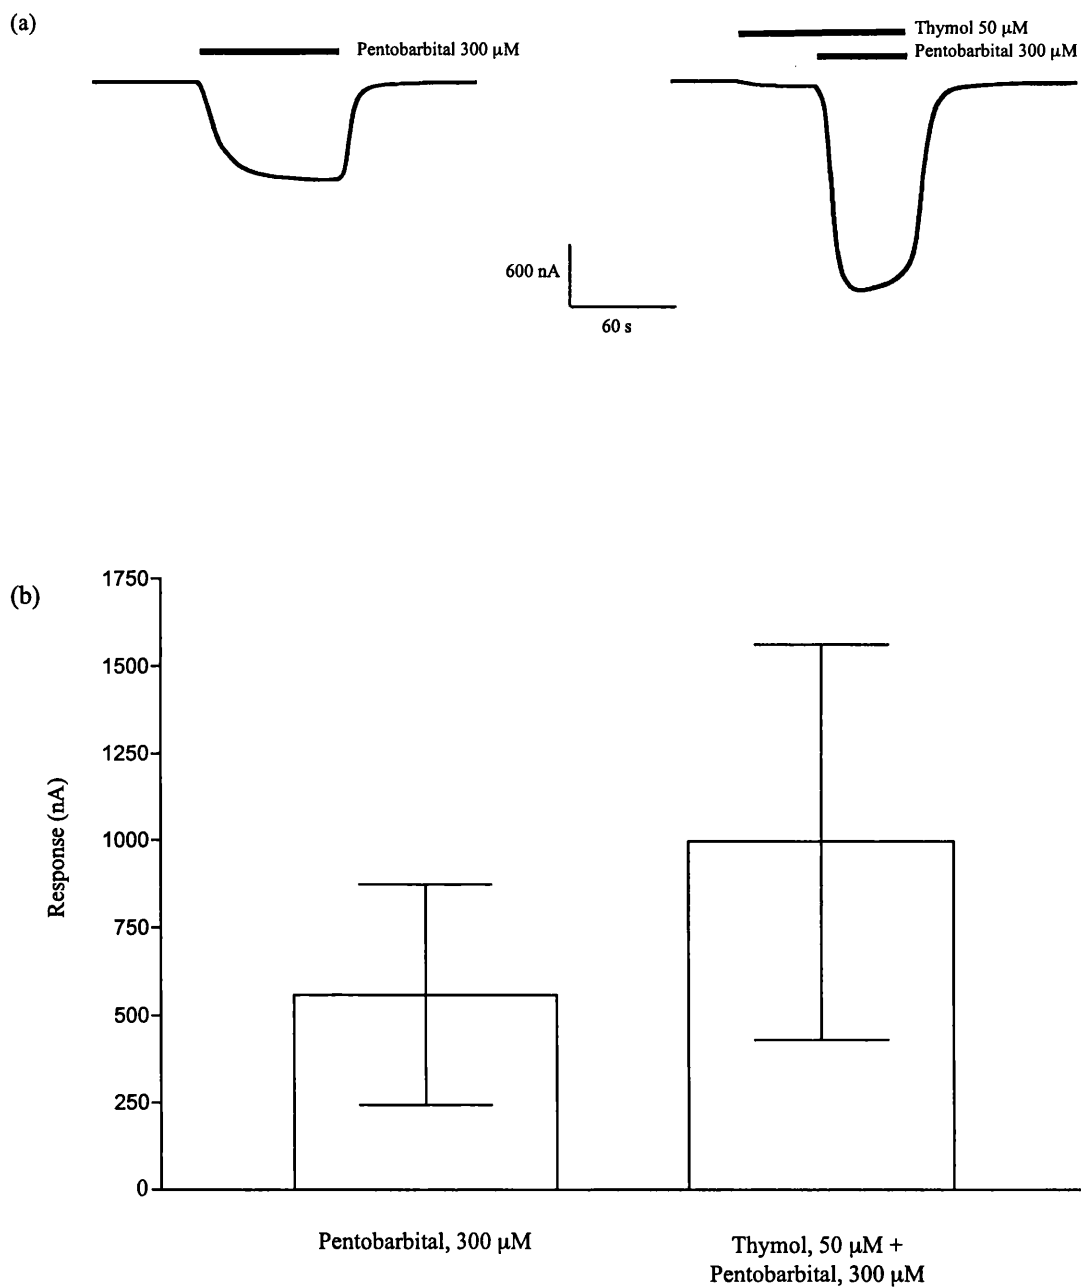 (a)
Pentobarbital 300 μM
Thymol 50 μM
Pentobarbital 300 μM
600 nA
60 s
(b)
1750
1500
1250
1000
750
500
250
0
Response (nA)
Pentobarbital, 300 μM
Thymol, 50 μM +
Pentobarbital, 300 μM